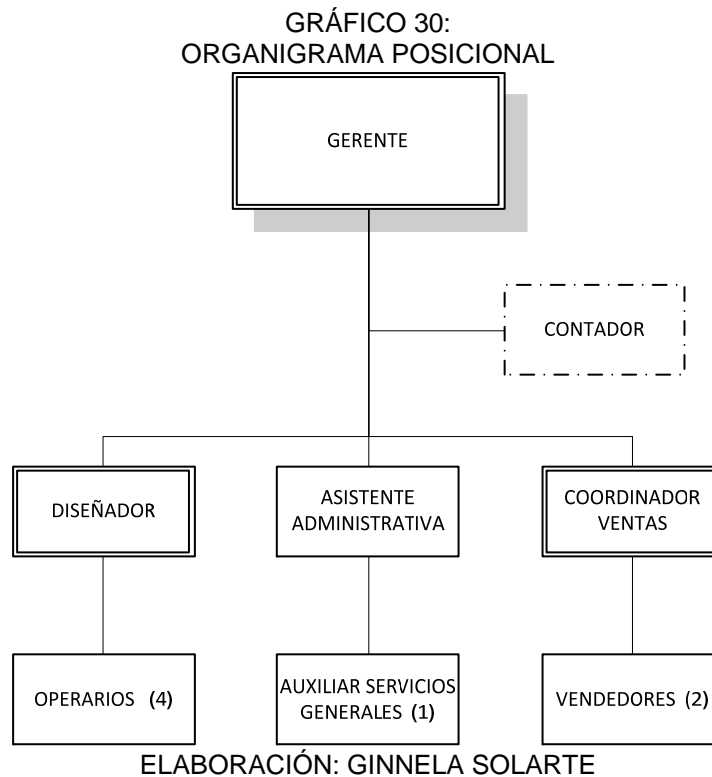 GRÁFICO 30:
ORGANIGRAMA POSICIONAL
GERENTE
CONTADOR
DISEÑADOR
ASISTENTE
ADMINISTRATIVA
COORDINADOR
VENTAS
OPERARIOS (4)
AUXILIAR SERVICIOS
GENERALES (1)
VENDEDORES (2)
ELABORACIÓN: GINNELA SOLARTE